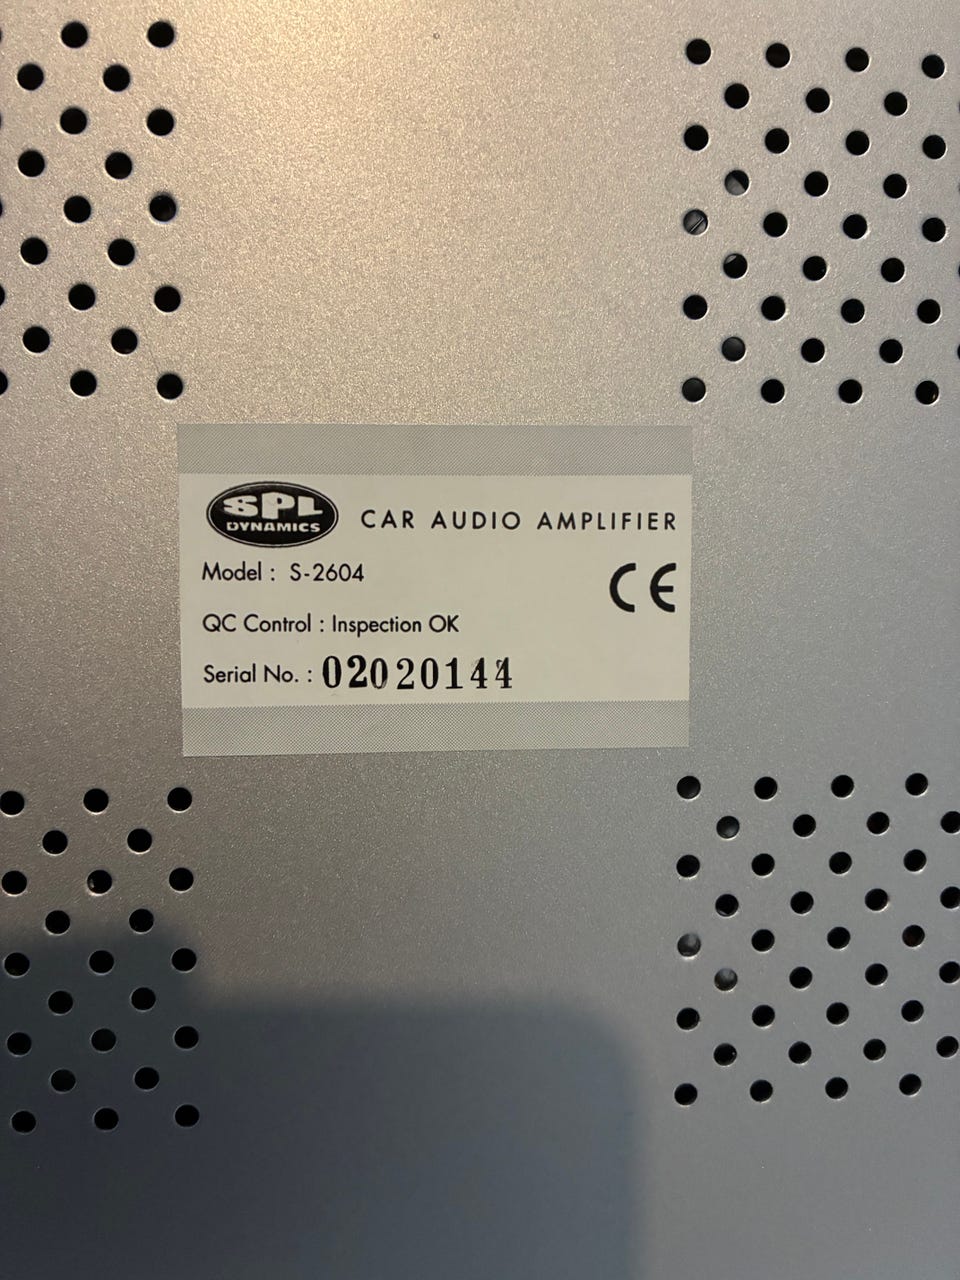 SPL
DYNAMICS
CAR AUDIO AMPLIFIER
Model : S-2604
CE
QC Control : Inspection OK
Serial No. : 02020144